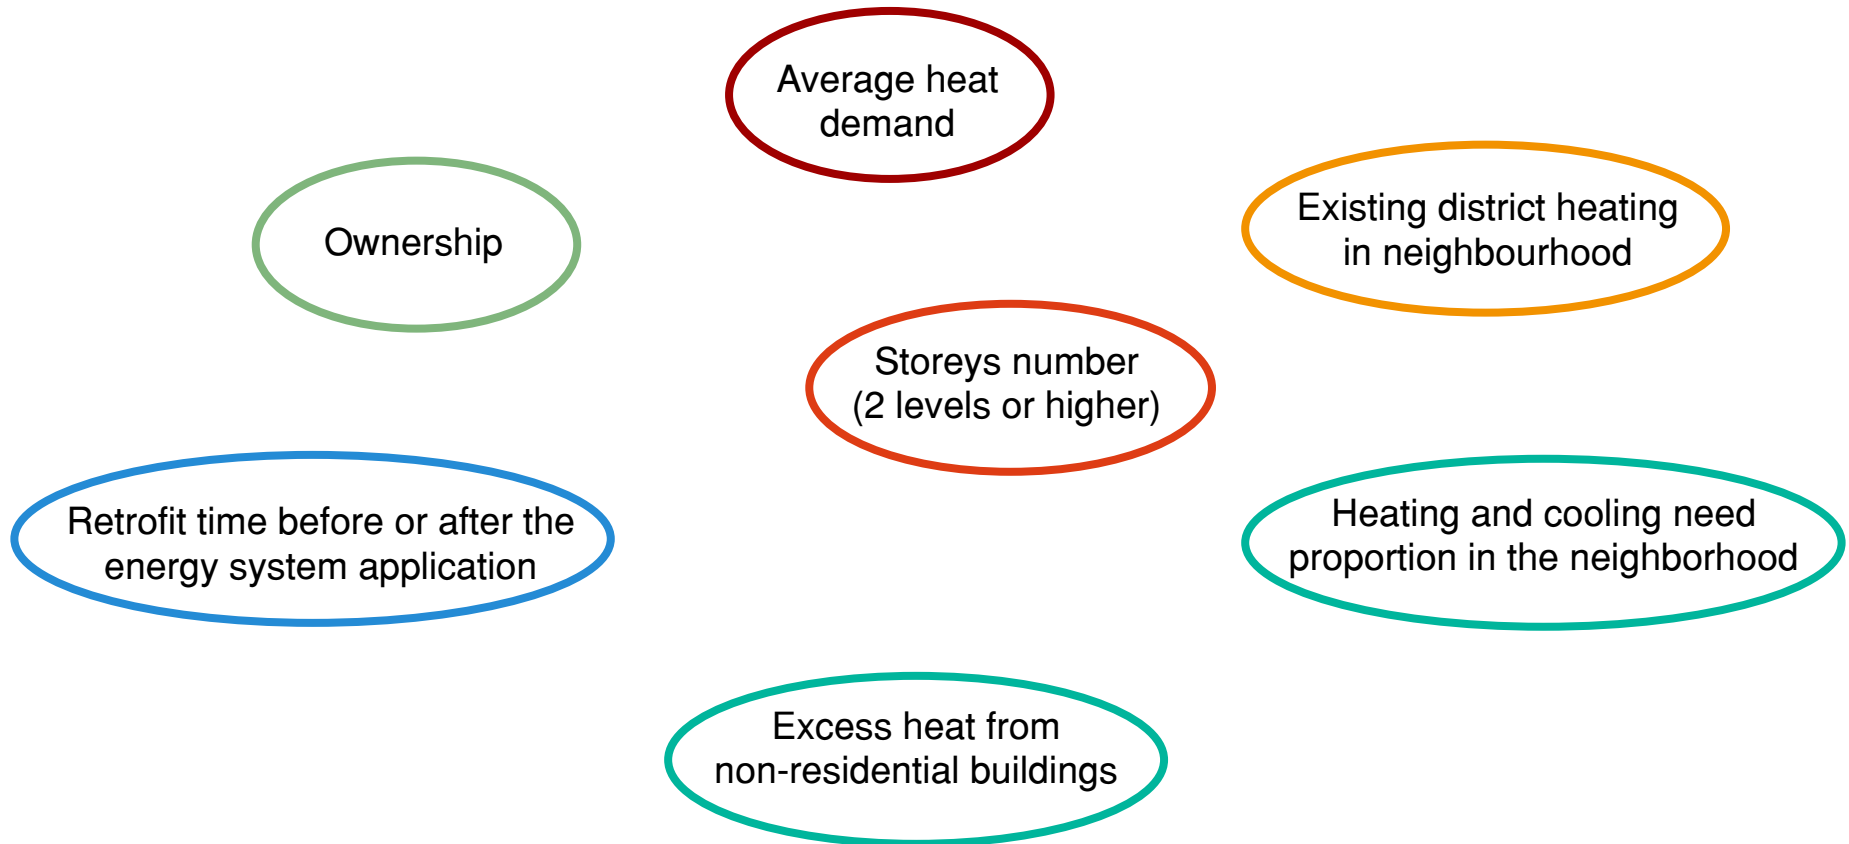 Average heat
demand
Ownership
Existing district heating
in neighbourhood
Storeys number
(2 levels or higher)
Retrofit time before or after the
energy system application
Heating and cooling need
proportion in the neighborhood
Excess heat from
non-residential buildings